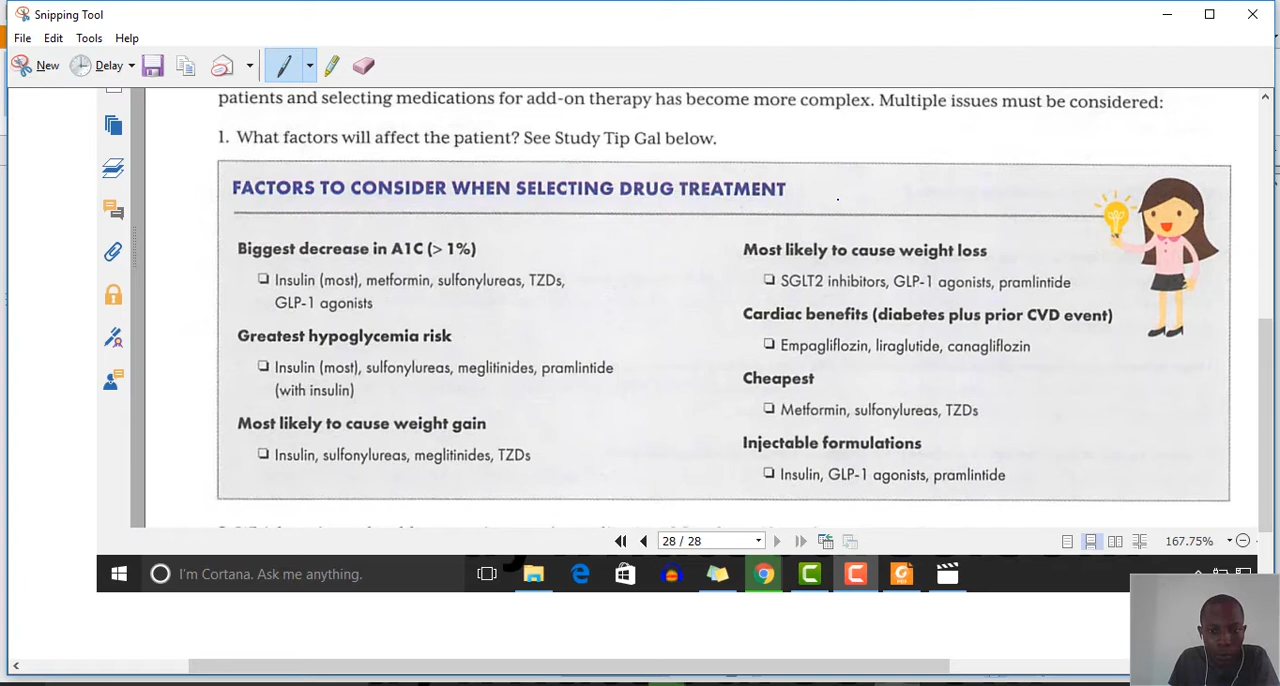 Snipping Tool
File Edit Tools Help
New Delay
patients and selecting medications for add-on therapy has become more complex. Multiple issues must be considered:
1. What factors will affect the patient? See Study Tip Gal below.
FACTORS TO CONSIDER WHEN SELECTING DRUG TREATMENT
Biggest decrease in A1C (> 1%)
❑ Insulin (most), metformin, sulfonylureas, TZDs,
GLP-1 agonists
Greatest hypoglycemia risk
❑ Insulin (most), sulfonylureas, meglitinides, pramlintide
(with insulin)
Most likely to cause weight gain
❑ Insulin, sulfonylureas, meglitinides, TZDs
Most likely to cause weight loss
❑ SGLT2 inhibitors, GLP-1 agonists, pramlintide
Cardiac benefits (diabetes plus prior CVD event)
❑ Empagliflozin, liraglutide, canagliflozin
Cheapest
❑ Metformin, sulfonylureas, TZDs
Injectable formulations
❑ Insulin, GLP-1 agonists, pramlintide
28 / 28
167.75%
I'm Cortana. Ask me anything.